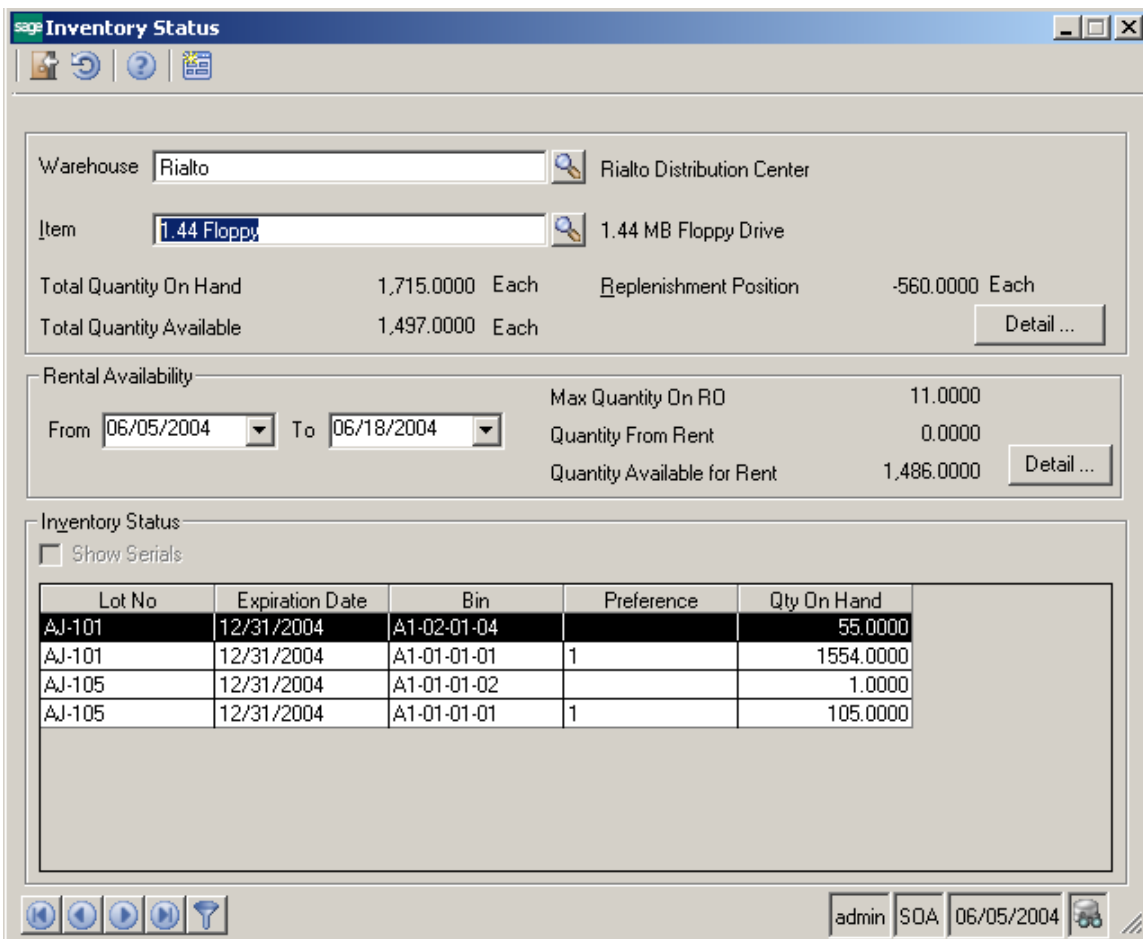 sage Inventory Status
Warehouse Rialto Rialto Distribution Center
Item 1.44 Floppy 1.44 MB Floppy Drive
Total Quantity On Hand 1,715.0000 Each Replenishment Position -560.0000 Each
Total Quantity Available 1,497.0000 Each Detail ...
Rental Availability
Max Quantity On RO 11.0000
From 06/05/2004 To 06/18/2004 Quantity From Rent 0.0000
Quantity Available for Rent 1,486.0000 Detail ...
Inventory Status
Show Serials
Lot No Expiration Date Bin Preference Qty On Hand
AJ-101 12/31/2004 A1-02-01-04 55.0000
AJ-101 12/31/2004 A1-01-01-01 1 1554.0000
AJ-105 12/31/2004 A1-01-01-02 1.0000
AJ-105 12/31/2004 A1-01-01-01 1 105.0000
admin SOA 06/05/2004